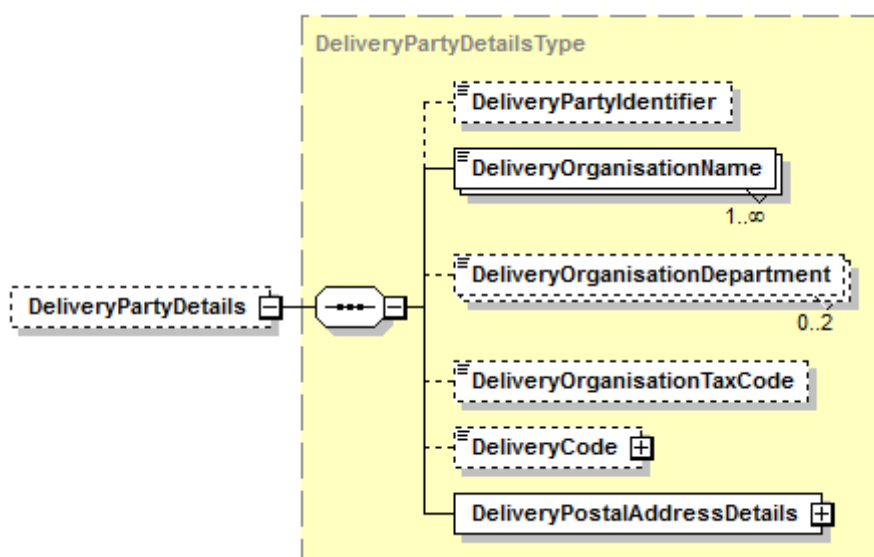 DeliveryPartyDetailsType
DeliveryPartyIdentifier
DeliveryOrganisationName
1..∞
DeliveryOrganisationDepartment
0..2
DeliveryPartyDetails
DeliveryOrganisationTaxCode
DeliveryCode
DeliveryPostalAddressDetails